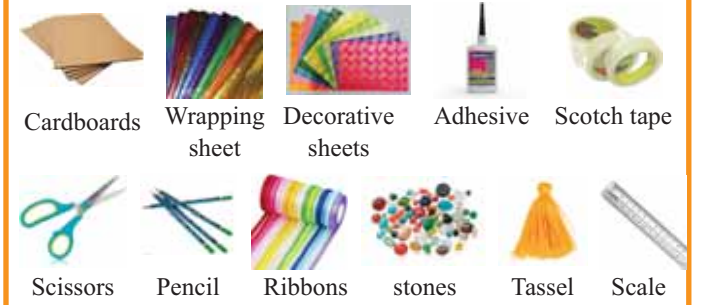 Cardboards Wrapping Decorative Adhesive Scotch tape
sheet sheets
Scissors Pencil Ribbons stones Tassel Scale